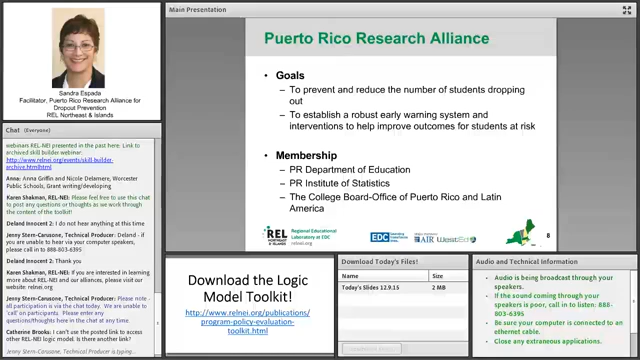 Sandra Espada
Facilitator, Puerto Rico Research Alliance for
Dropout Prevention
REL Northeast & Islands
Chat (Everyone)
webinars REL-NEI presented in the past here: Link to
archived skill builder webinar:
http://www.relnei.org/events/skill-builder-
archive.htmlhtml
Anna: Anna Griffin and Nicole Delamere, Worcester
Public Schools, Grant writing/developing
Karen Shakman, REL-NEI: Please feel free to use this chat
to post any questions or thoughts as we work through
the content of the toolkit!
Deland Innocent 2: I do not hear anything at this time
Jenny Stern-Carusone, Technical Producer: Deland - if
you are unable to hear via your computer speakers,
please call in to 888-803-6395
Deland Innocent 2: Thank you
Karen Shakman, REL-NEI: If you are interested in learning
more about REL-NEI and our alliances, please visit our
website: relnei.org
Jenny Stern-Carusone, Technical Producer: Please note -
all participation is via the chat today. We are unable to
'call on' participants. Please enter any
questions/thoughts here in the chat at any time
Catherine Brooks: I can't use the posted link to access
other REL-NEI logic model. Is there another link?
Jenny Stern-Carusone, Technical Producer is typing...
Main Presentation
Puerto Rico Research Alliance
• Goals
– To prevent and reduce the number of students dropping
out
– To establish a robust early warning system and
interventions to help improve outcomes for students at risk
• Membership
– PR Department of Education
– PR Institute of Statistics
– The College Board-Office of Puerto Rico and Latin
America
REL
NORTHEAST
& ISLANDS
Regional Educational
Laboratory at EDC
relnei.org
EDC
AIR
WestEd
8
Download the Logic
Model Toolkit!
http://www.relnei.org/publications/
program-policy-evaluation-
toolkit.html
Download Today's Files!
Name Size
Today's Slides 12.9.15 2 MB
Audio and Technical Information
• Audio is being broadcast through your
speakers.
• If the sound coming through your
speakers is poor, call in to listen: 888-
803-6395
• Be sure your computer is connected to an
ethernet cable.
• Close any extraneous applications.